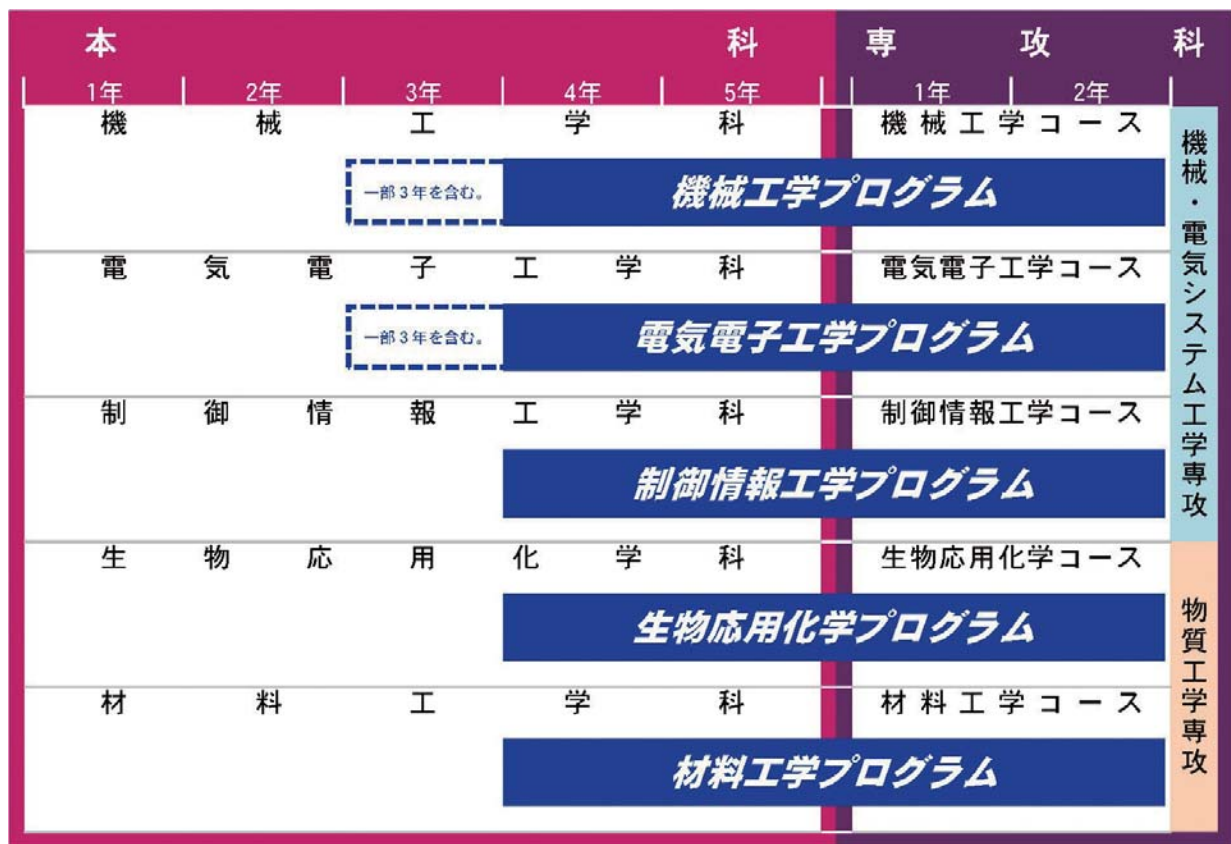 本科 専攻科
1年 2年 3年 4年 5年 1年 2年
機械工学科 機械工学コース
一部3年を含む。 機械工学プログラム
電気電子工学科 電気電子工学コース
一部3年を含む。 電気電子工学プログラム
制御情報工学科 制御情報工学コース
制御情報工学プログラム
機械・電気システム工学専攻
生物応用化学科 生物応用化学コース
生物応用化学プログラム
材料工学科 材料工学コース
材料工学プログラム
物質工学専攻